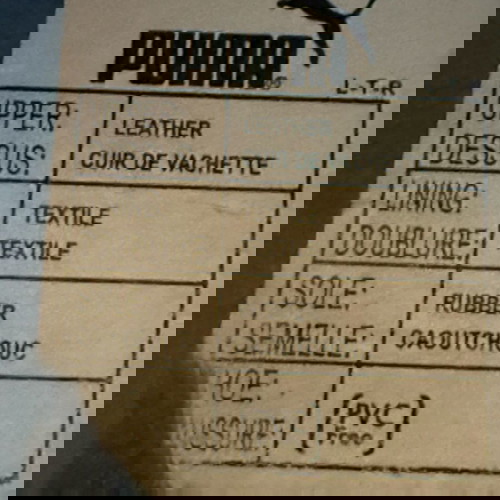 PUMA
L-T-R
UPPER: LEATHER
DESSUS: CUIR DE VACHETTE
LINING: TEXTILE
DOUBLURE: TEXTILE
SOLE: RUBBER
SEMELLE: CAOUTCHOUC
PVC